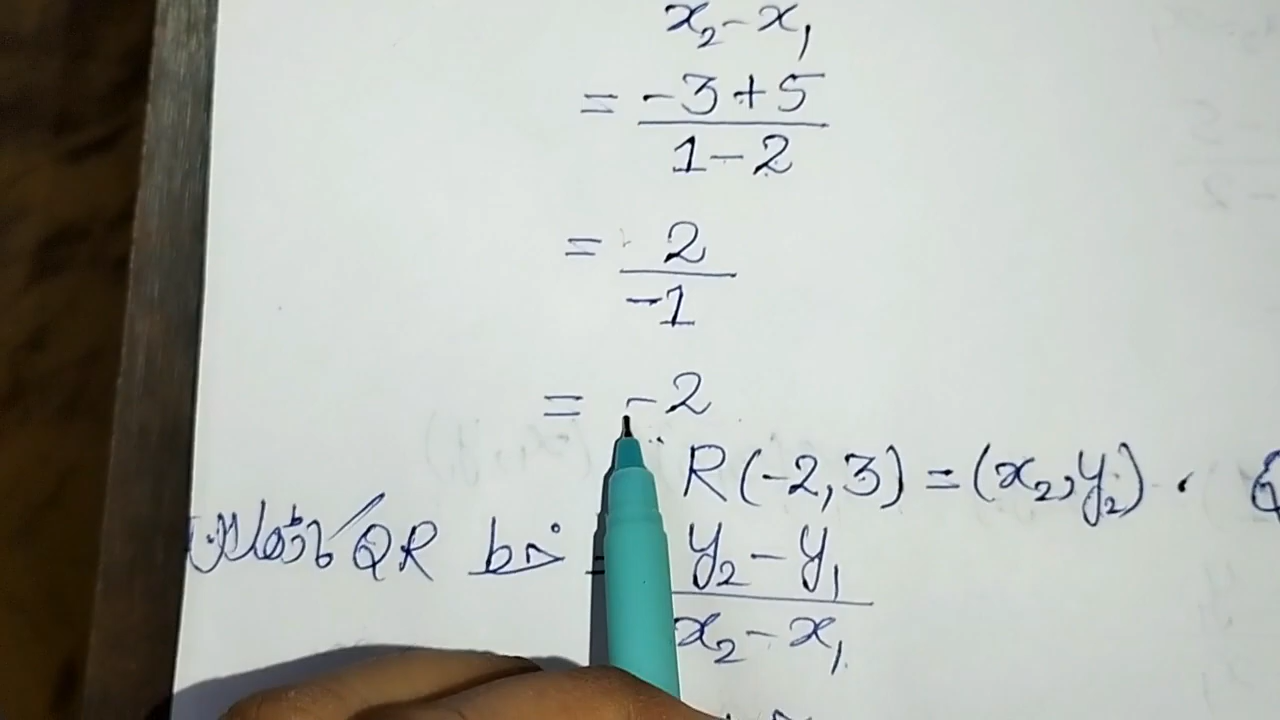 x₂ - x₁
= -3 + 5 / 1 - 2
= 2 / -1
= -2
R(-2, 3) = (x₂, y₂)
QR y₂ - y₁ / x₂ - x₁